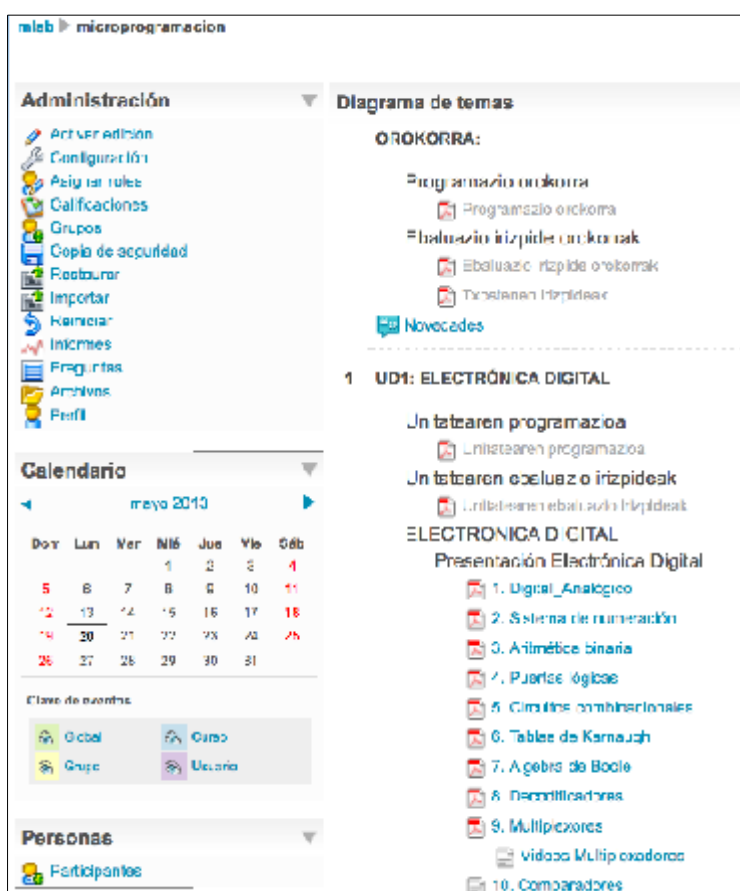 mlab microprogramacion
Administración
Activar edición
Configuración
Asignar roles
Calificaciones
Grupos
Copia de seguridad
Restaurar
Importar
Reiniciar
Informes
Preguntas
Archivos
Perfil
Calendario
mayo 2013
Dom Lun Mar Mié Jue Vie Sáb
1 2 3 4
5 6 7 8 9 10 11
12 13 14 15 16 17 18
19 20 21 22 23 24 25
26 27 28 29 30 31
Clave de eventos
Global Curso
Grupo Usuario
Personas
Participantes
Diagrama de temas
OROKORRA:
Programazio orokorra
Programazio orokorra
Ebaluazio irizpide orokorrak
Ebaluazio irizpide orokorrak
Txostenen irizpideak
Novedades
1 UD1: ELECTRÓNICA DIGITAL
Unitatearen programazioa
Unitatearen programazioa
Unitatearen ebaluazio irizpideak
Unitatearen ebaluazio irizpideak
ELECTRONICA DIGITAL
Presentación Electrónica Digital
1. Digital_Analógico
2. Sistema de numeración
3. Aritmética binaria
4. Puertas lógicas
5. Circuitos combinacionales
6. Tablas de Karnaugh
7. Algebra de Boole
8. Decodificadores
9. Multiplexores
Videos Multiplexadores
10. Comparadores